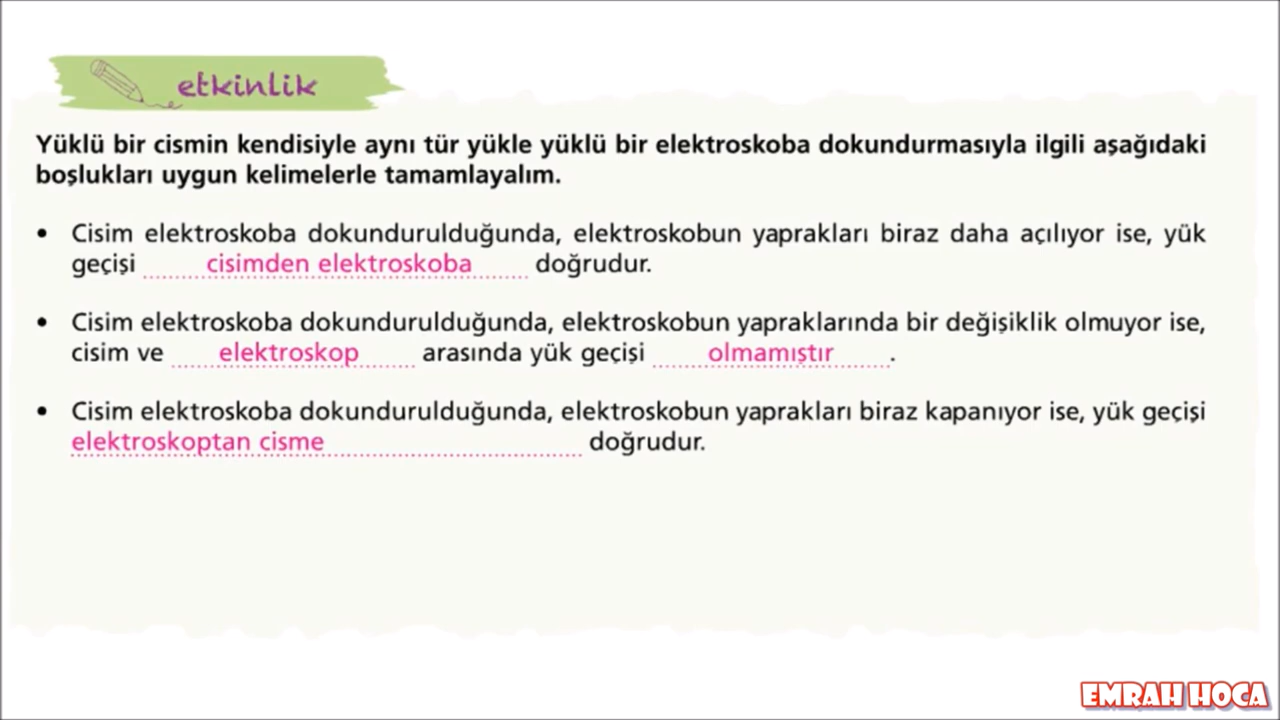 etkinlik
Yüklü bir cismin kendisiyle aynı tür yükle yüklü bir elektroskoba dokundurmasıyla ilgili aşağıdaki
boşlukları uygun kelimelerle tamamlayalım.
• Cisim elektroskoba dokundurulduğunda, elektroskobun yaprakları biraz daha açılıyor ise, yük
geçişi cisimden elektroskoba doğrudur.
• Cisim elektroskoba dokundurulduğunda, elektroskobun yapraklarında bir değişiklik olmuyor ise,
cisim ve elektroskop arasında yük geçişi olmamıştır .
• Cisim elektroskoba dokundurulduğunda, elektroskobun yaprakları biraz kapanıyor ise, yük geçişi
elektroskoptan cisme doğrudur.
EMRAH HOCA